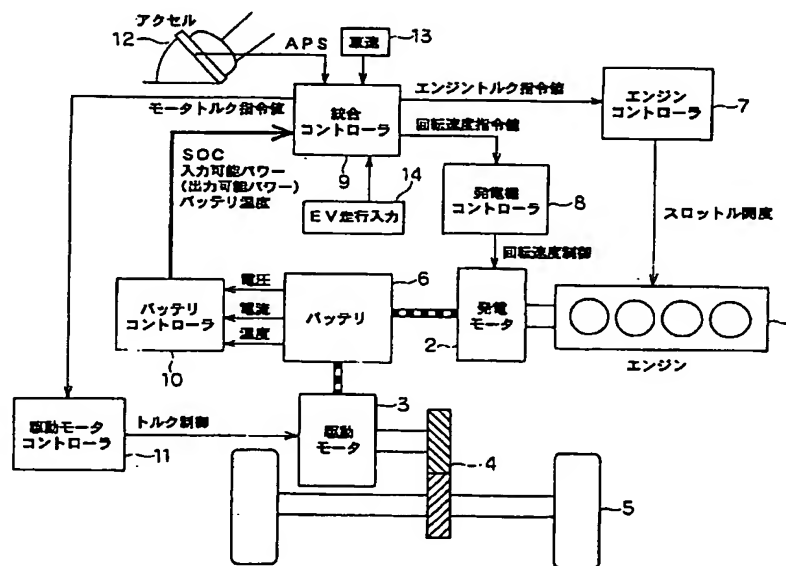 アクセル
12
APS
車速
13
モータトルク指令値
エンジントルク指令値
統合
コントローラ
9
エンジン
コントローラ
7
回転速度指令値
SOC
入力可能パワー
(出力可能パワー)
バッテリ温度
14
EV走行入力
発電機
コントローラ
8
スロットル開度
回転速度制御
6
電圧
電流
温度
バッテリ
コントローラ
10
バッテリ
発電
モータ
2
エンジン
3
駆動モータ
コントローラ
11
トルク制御
駆動
モータ
4
5